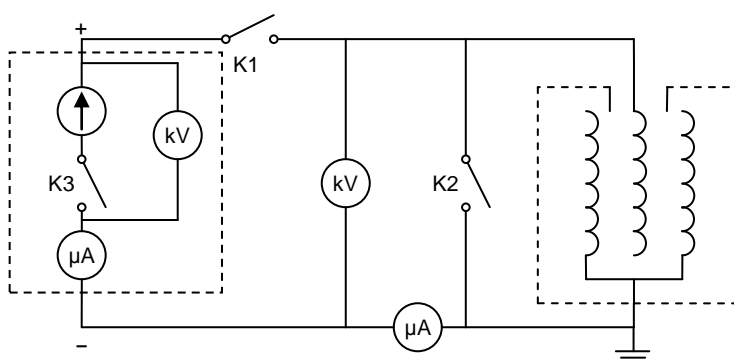 +
K1
kV
K3
kV
K2
µA
µA
–